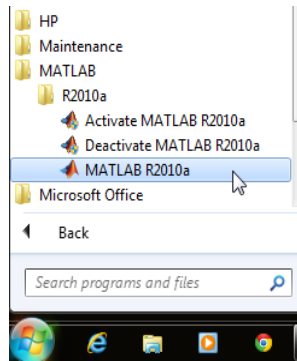 HP
Maintenance
MATLAB
R2010a
Activate MATLAB R2010a
Deactivate MATLAB R2010a
MATLAB R2010a
Microsoft Office
Back
Search programs and files